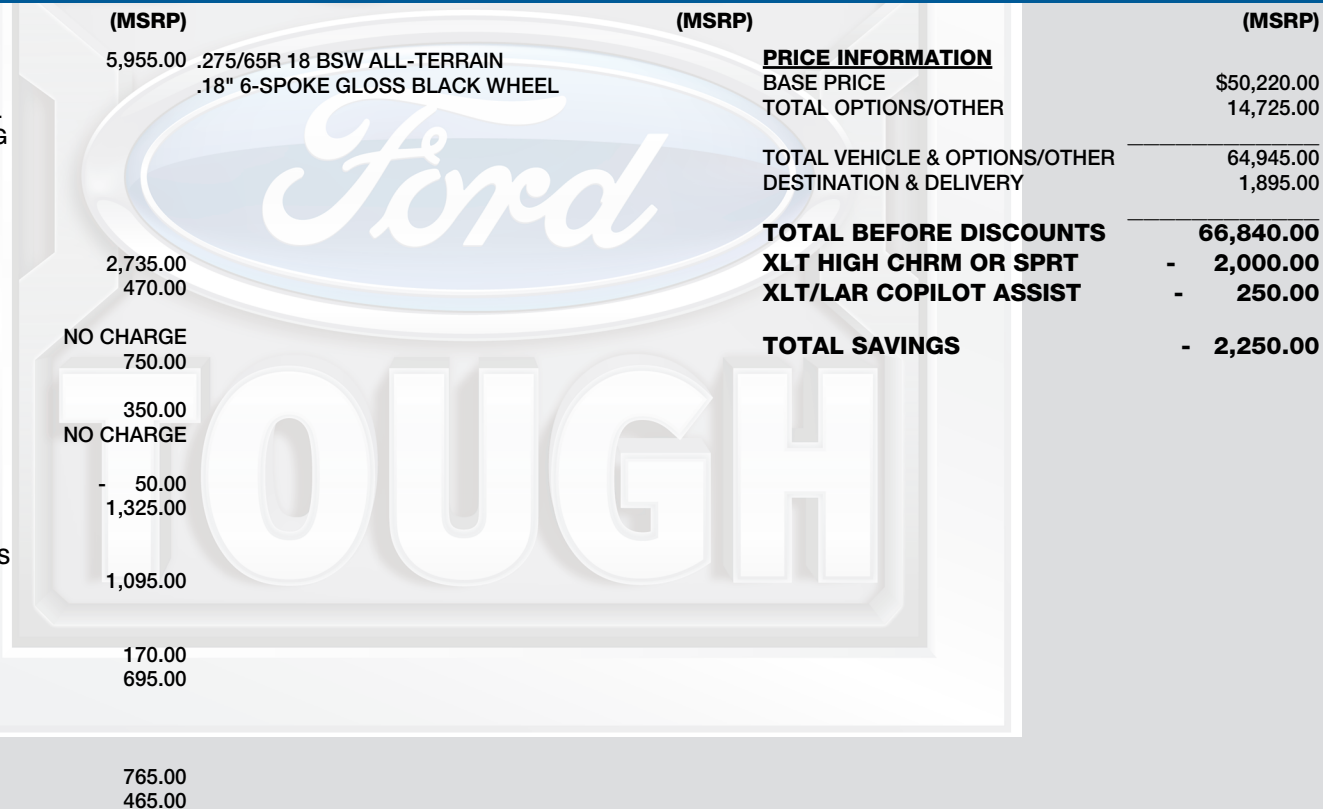 (MSRP)
(MSRP)
(MSRP)
5,955.00
G
2,735.00
470.00
NO CHARGE
750.00
350.00
NO CHARGE
- 50.00
1,325.00
S
1,095.00
170.00
695.00
765.00
465.00
.275/65R 18 BSW ALL-TERRAIN
.18" 6-SPOKE GLOSS BLACK WHEEL
Ford
TOUGH
PRICE INFORMATION
BASE PRICE $50,220.00
TOTAL OPTIONS/OTHER 14,725.00
TOTAL VEHICLE & OPTIONS/OTHER 64,945.00
DESTINATION & DELIVERY 1,895.00
TOTAL BEFORE DISCOUNTS 66,840.00
XLT HIGH CHRM OR SPRT - 2,000.00
XLT/LAR COPILOT ASSIST - 250.00
TOTAL SAVINGS - 2,250.00